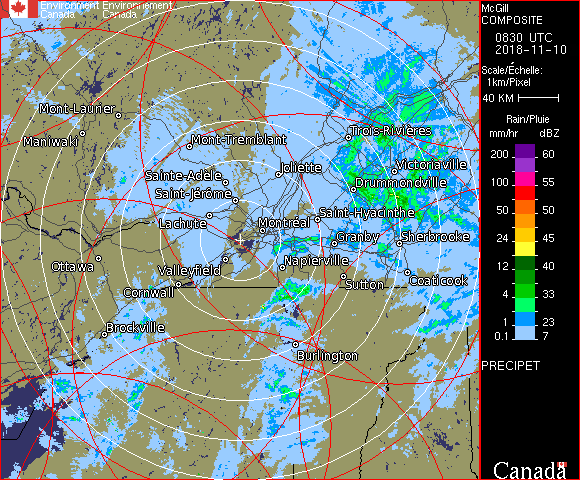 Environment Environnement
Canada Canada
McGill
COMPOSITE
0830 UTC
2018-11-10
Scale/Échelle:
1km/Pixel
40 KM
Rain/Pluie
mm/hr dBZ
200 60
150 57
100 55
50 50
24 45
12 40
4 33
1 23
0.1 7
PRECIPET
Canada
Mont-Laurier
Maniwaki
Mont-Tremblant
Trois-Rivières
Sainte-Adèle
Joliette
Victoriaville
Saint-Jérôme
Drummondville
Lachute
Montréal
Saint-Hyacinthe
Granby
Sherbrooke
Ottawa
Valleyfield
Napierville
Cornwall
Sutton
Coaticook
Brockville
Burlington